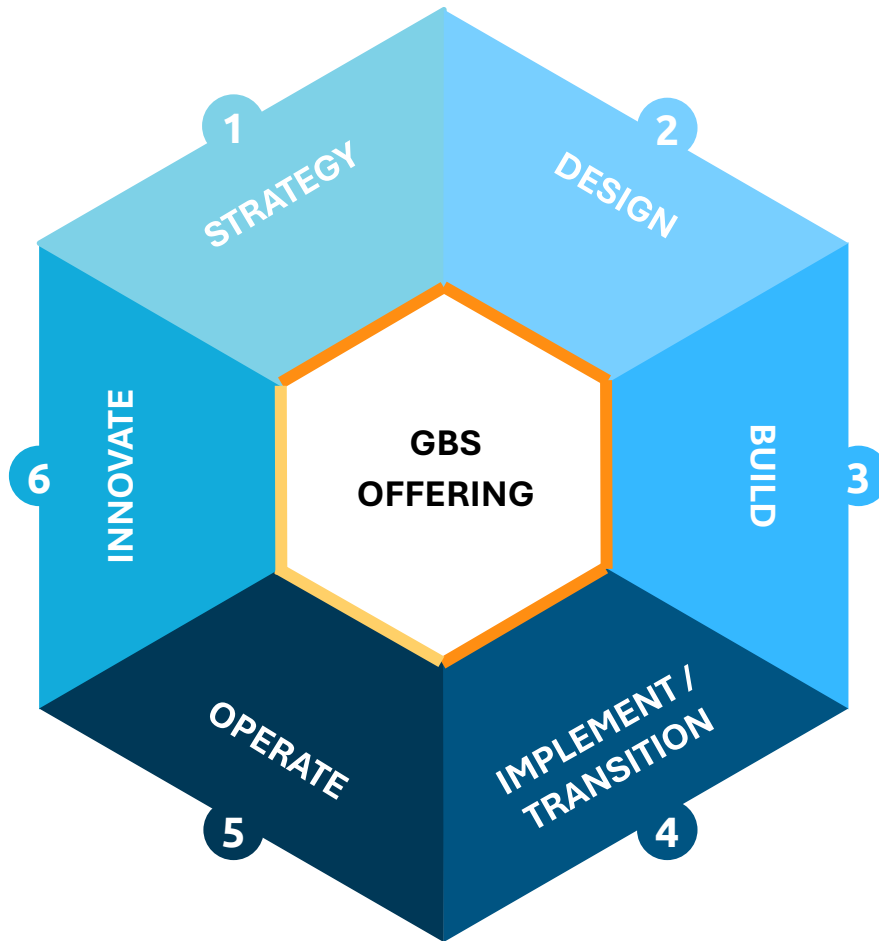 1
STRATEGY
2
DESIGN
3
BUILD
4
IMPLEMENT /
TRANSITION
5
OPERATE
6
INNOVATE
GBS
OFFERING